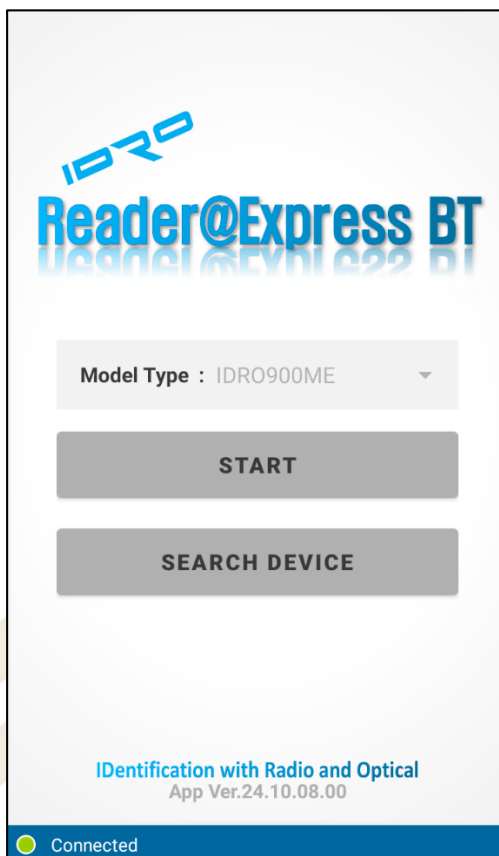 IDRO
Reader@Express BT
Model Type : IDRO900ME
START
SEARCH DEVICE
IDentification with Radio and Optical
App Ver.24.10.08.00
Connected